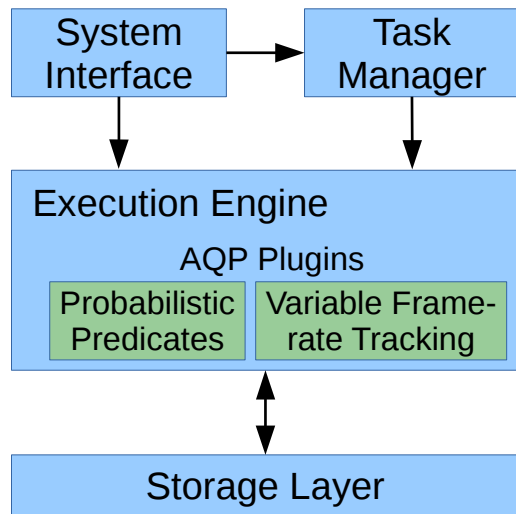 System
Interface
Task
Manager
Execution Engine
AQP Plugins
Probabilistic
Predicates
Variable Frame-
rate Tracking
Storage Layer